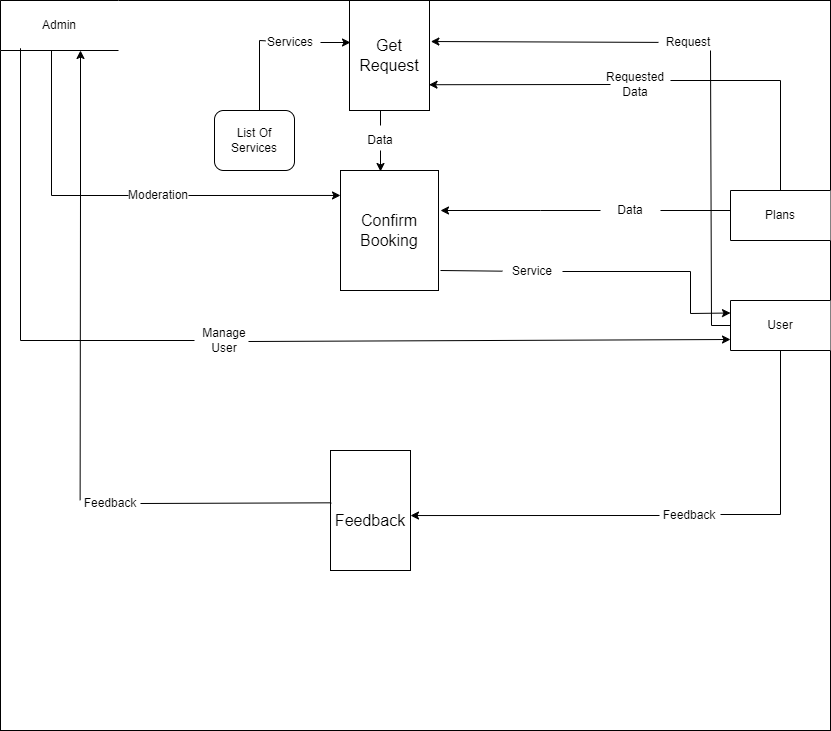 Admin
Services
Get
Request
Request
Requested
Data
List Of
Services
Data
Moderation
Confirm
Booking
Data
Plans
Service
User
Manage
User
Feedback
Feedback
Feedback